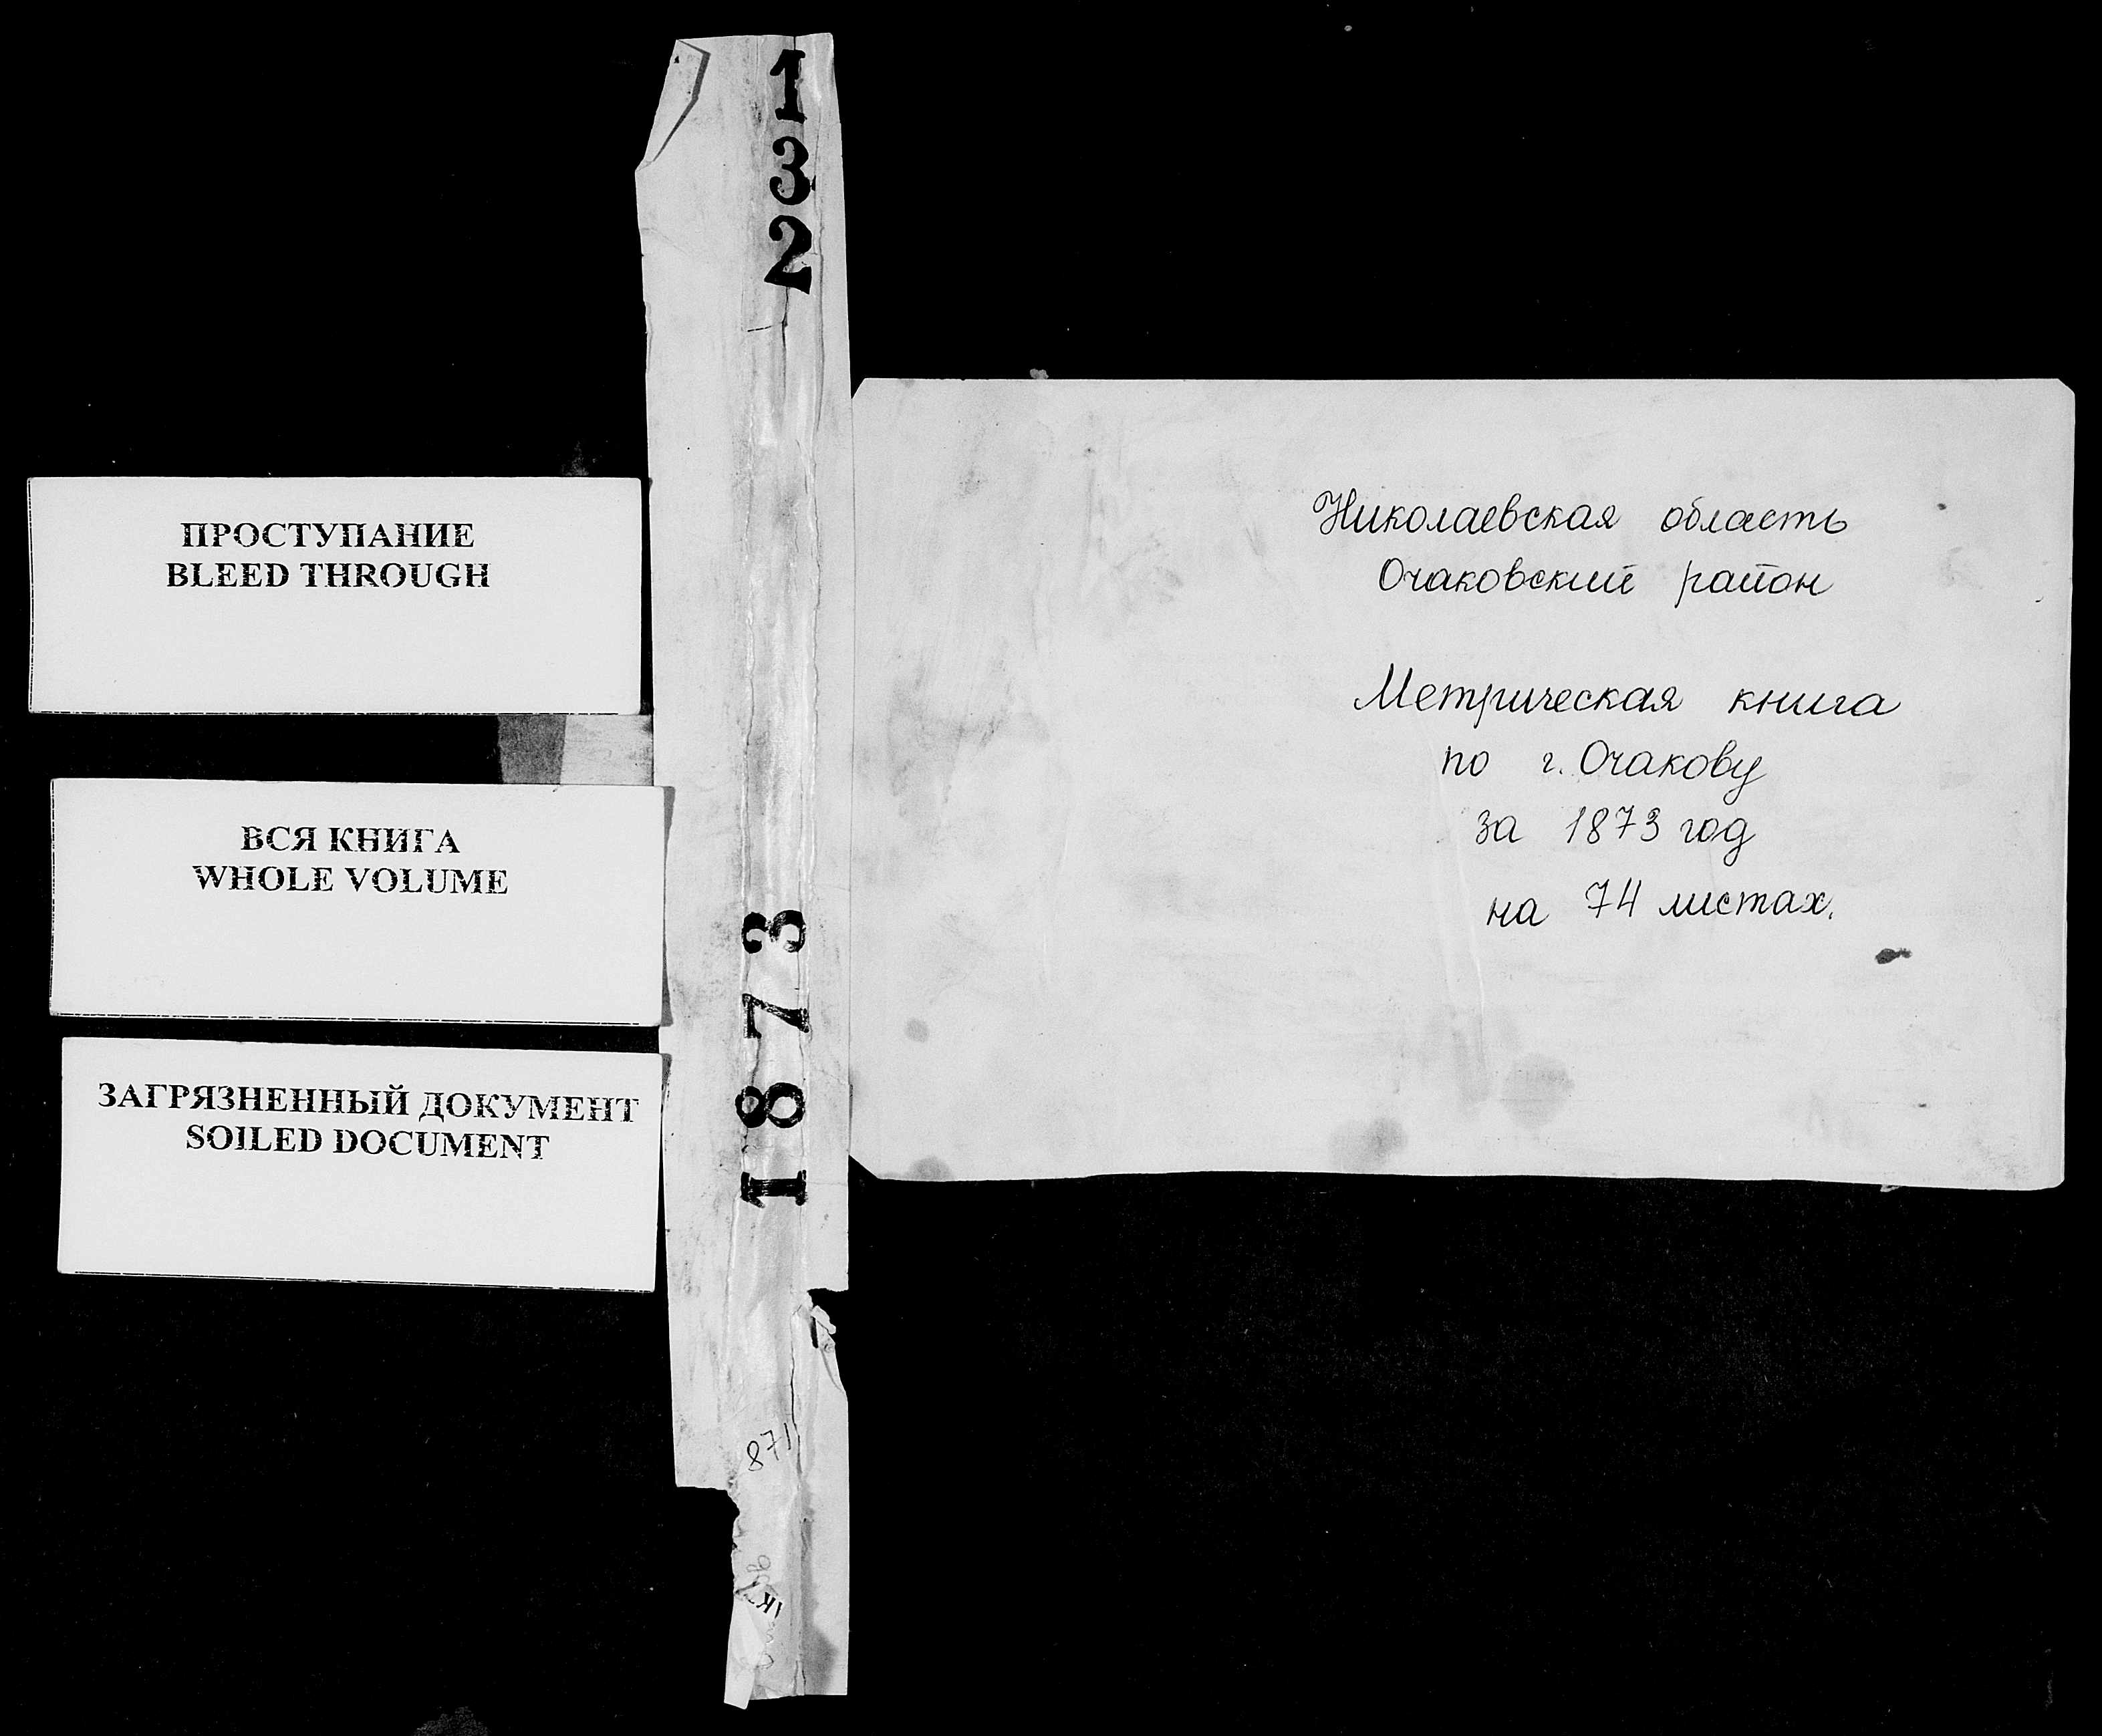 ПРОСТУПАНИЕ
BLEED THROUGH
ВСЯ КНИГА
WHOLE VOLUME
ЗАГРЯЗНЕННЫЙ ДОКУМЕНТ
SOILED DOCUMENT
132
1873
871
Николаевская область
Очаковский район
Метрическая книга
по г. Очакову
за 1873 год
на 74 листах.